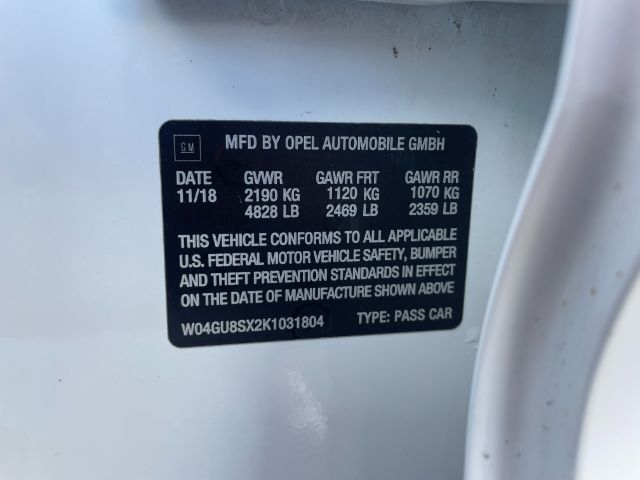 GM MFD BY OPEL AUTOMOBILE GMBH
DATE GVWR GAWR FRT GAWR RR
11/18 2190 KG 1120 KG 1070 KG
4828 LB 2469 LB 2359 LB
THIS VEHICLE CONFORMS TO ALL APPLICABLE
U.S. FEDERAL MOTOR VEHICLE SAFETY, BUMPER
AND THEFT PREVENTION STANDARDS IN EFFECT
ON THE DATE OF MANUFACTURE SHOWN ABOVE
W04GU8SX2K1031804 TYPE: PASS CAR